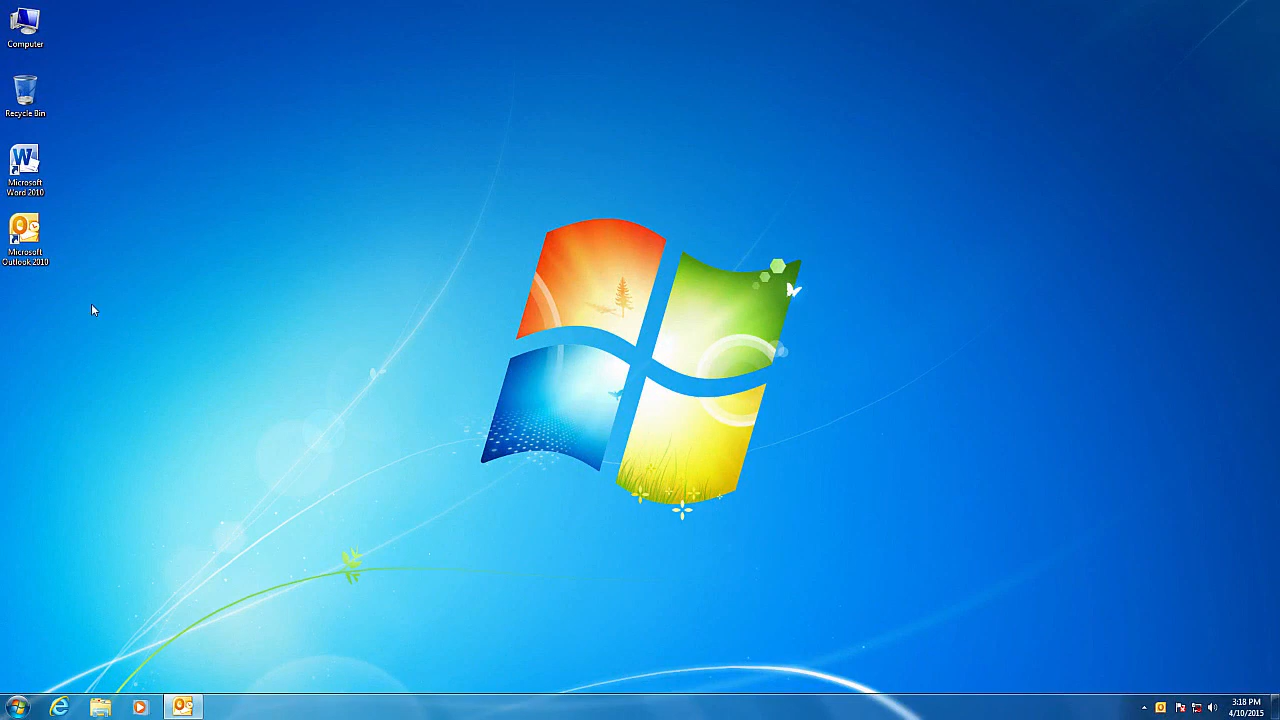 Computer
Recycle Bin
Microsoft
Word 2010
Microsoft
Outlook 2010
3:18 PM
4/10/2015